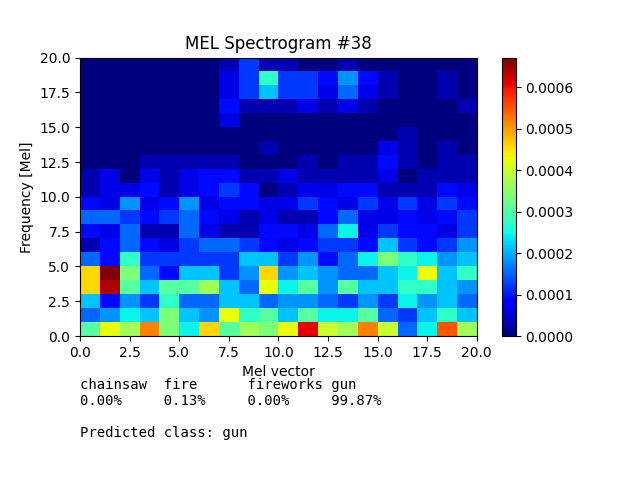 MEL Spectrogram #38
20.0
17.5
15.0
12.5
10.0
7.5
5.0
2.5
0.0
Frequency [Mel]
0.0 2.5 5.0 7.5 10.0 12.5 15.0 17.5 20.0
Mel vector
0.0006
0.0005
0.0004
0.0003
0.0002
0.0001
0.0000
chainsaw fire fireworks gun
0.00% 0.13% 0.00% 99.87%
Predicted class: gun